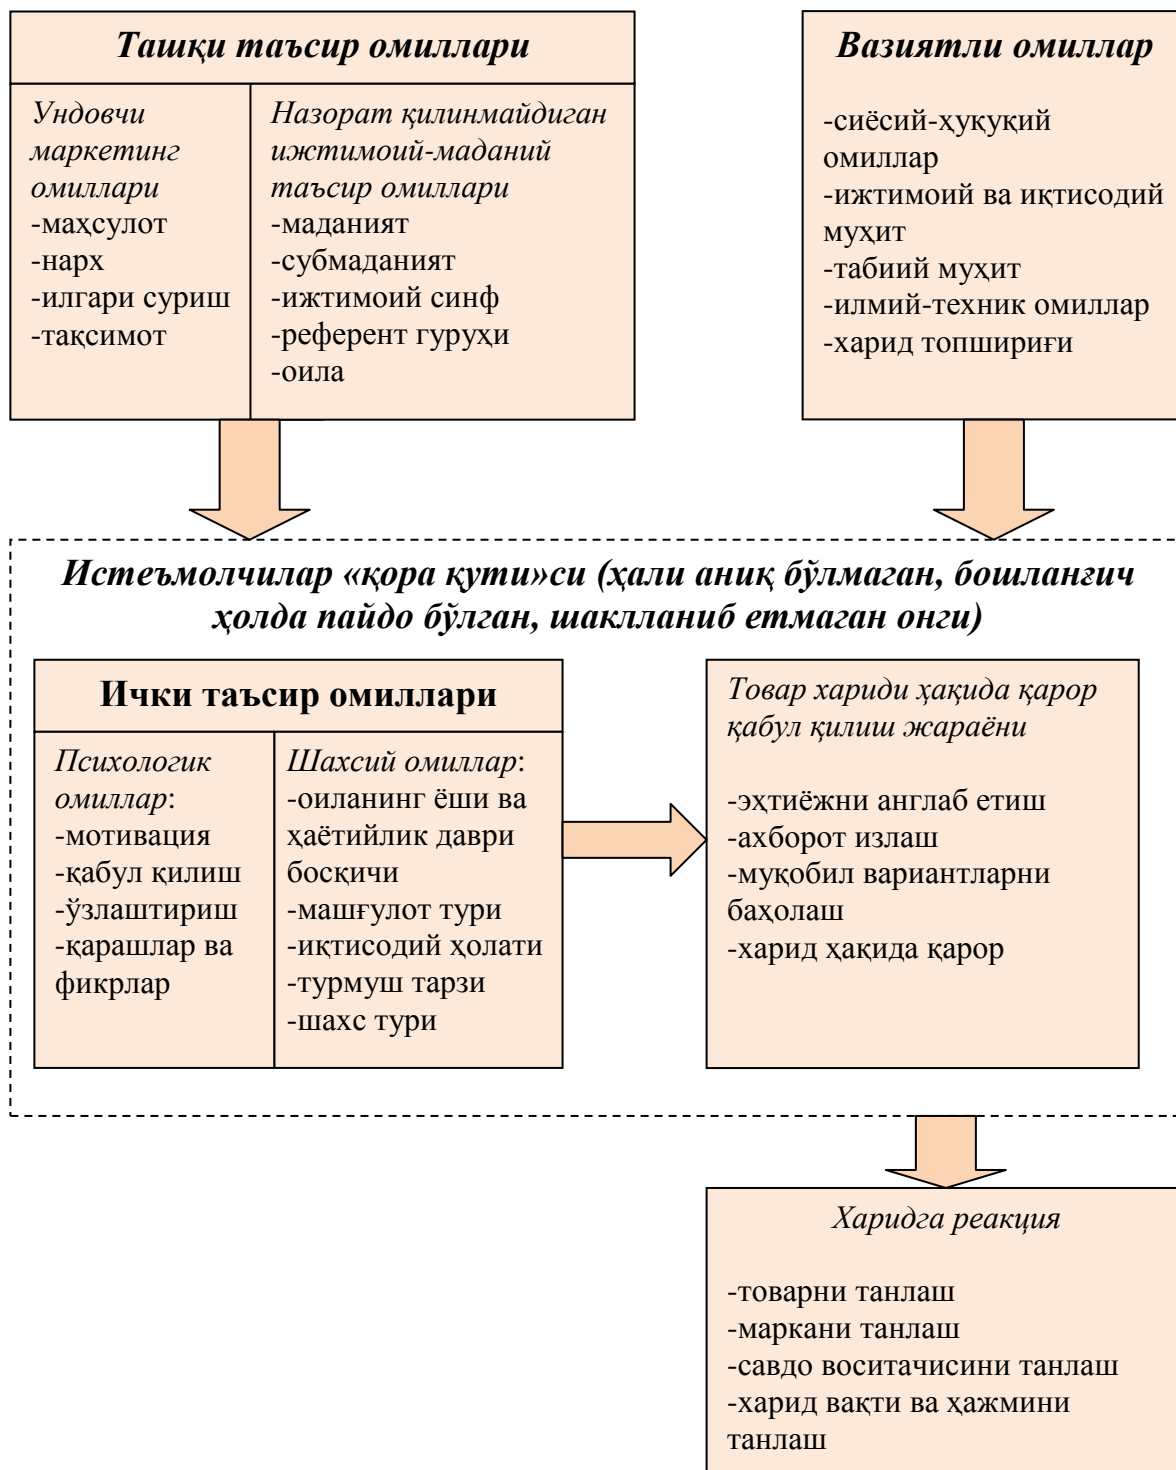 Ташқи таъсир омиллари
Ундовчи
маркетинг
омиллари
-маҳсулот
-нарх
-илгари суриш
-тақсимот
Назорат қилинмайдиган
ижтимоий-маданий
таъсир омиллари
-маданият
-субмаданият
-ижтимоий синф
-референт гуруҳи
-оила
Вазиятли омиллар
-сиёсий-ҳуқуқий
омиллар
-ижтимоий ва иқтисодий
муҳит
-табиий муҳит
-илмий-техник омиллар
-харид топшириғи
Истеъмолчилар «қора қути»си (ҳали аниқ бўлмаган, бошланғич
ҳолда пайдо бўлган, шаклланиб етмаган онги)
Ички таъсир омиллари
Психологик
омиллар:
-мотивация
-қабул қилиш
-ўзлаштириш
-қарашлар ва
фикрлар
Шахсий омиллар:
-оиланинг ёши ва
ҳаётийлик даври
босқичи
-машғулот тури
-иқтисодий ҳолати
-турмуш тарзи
-шахс тури
Товар хариди ҳақида қарор
қабул қилиш жараёни
-эҳтиёжни англаб етиш
-ахборот излаш
-муқобил вариантларни
баҳолаш
-харид ҳақида қарор
Харидга реакция
-товарни танлаш
-маркани танлаш
-савдо воситачисини танлаш
-харид вақти ва ҳажмини
танлаш